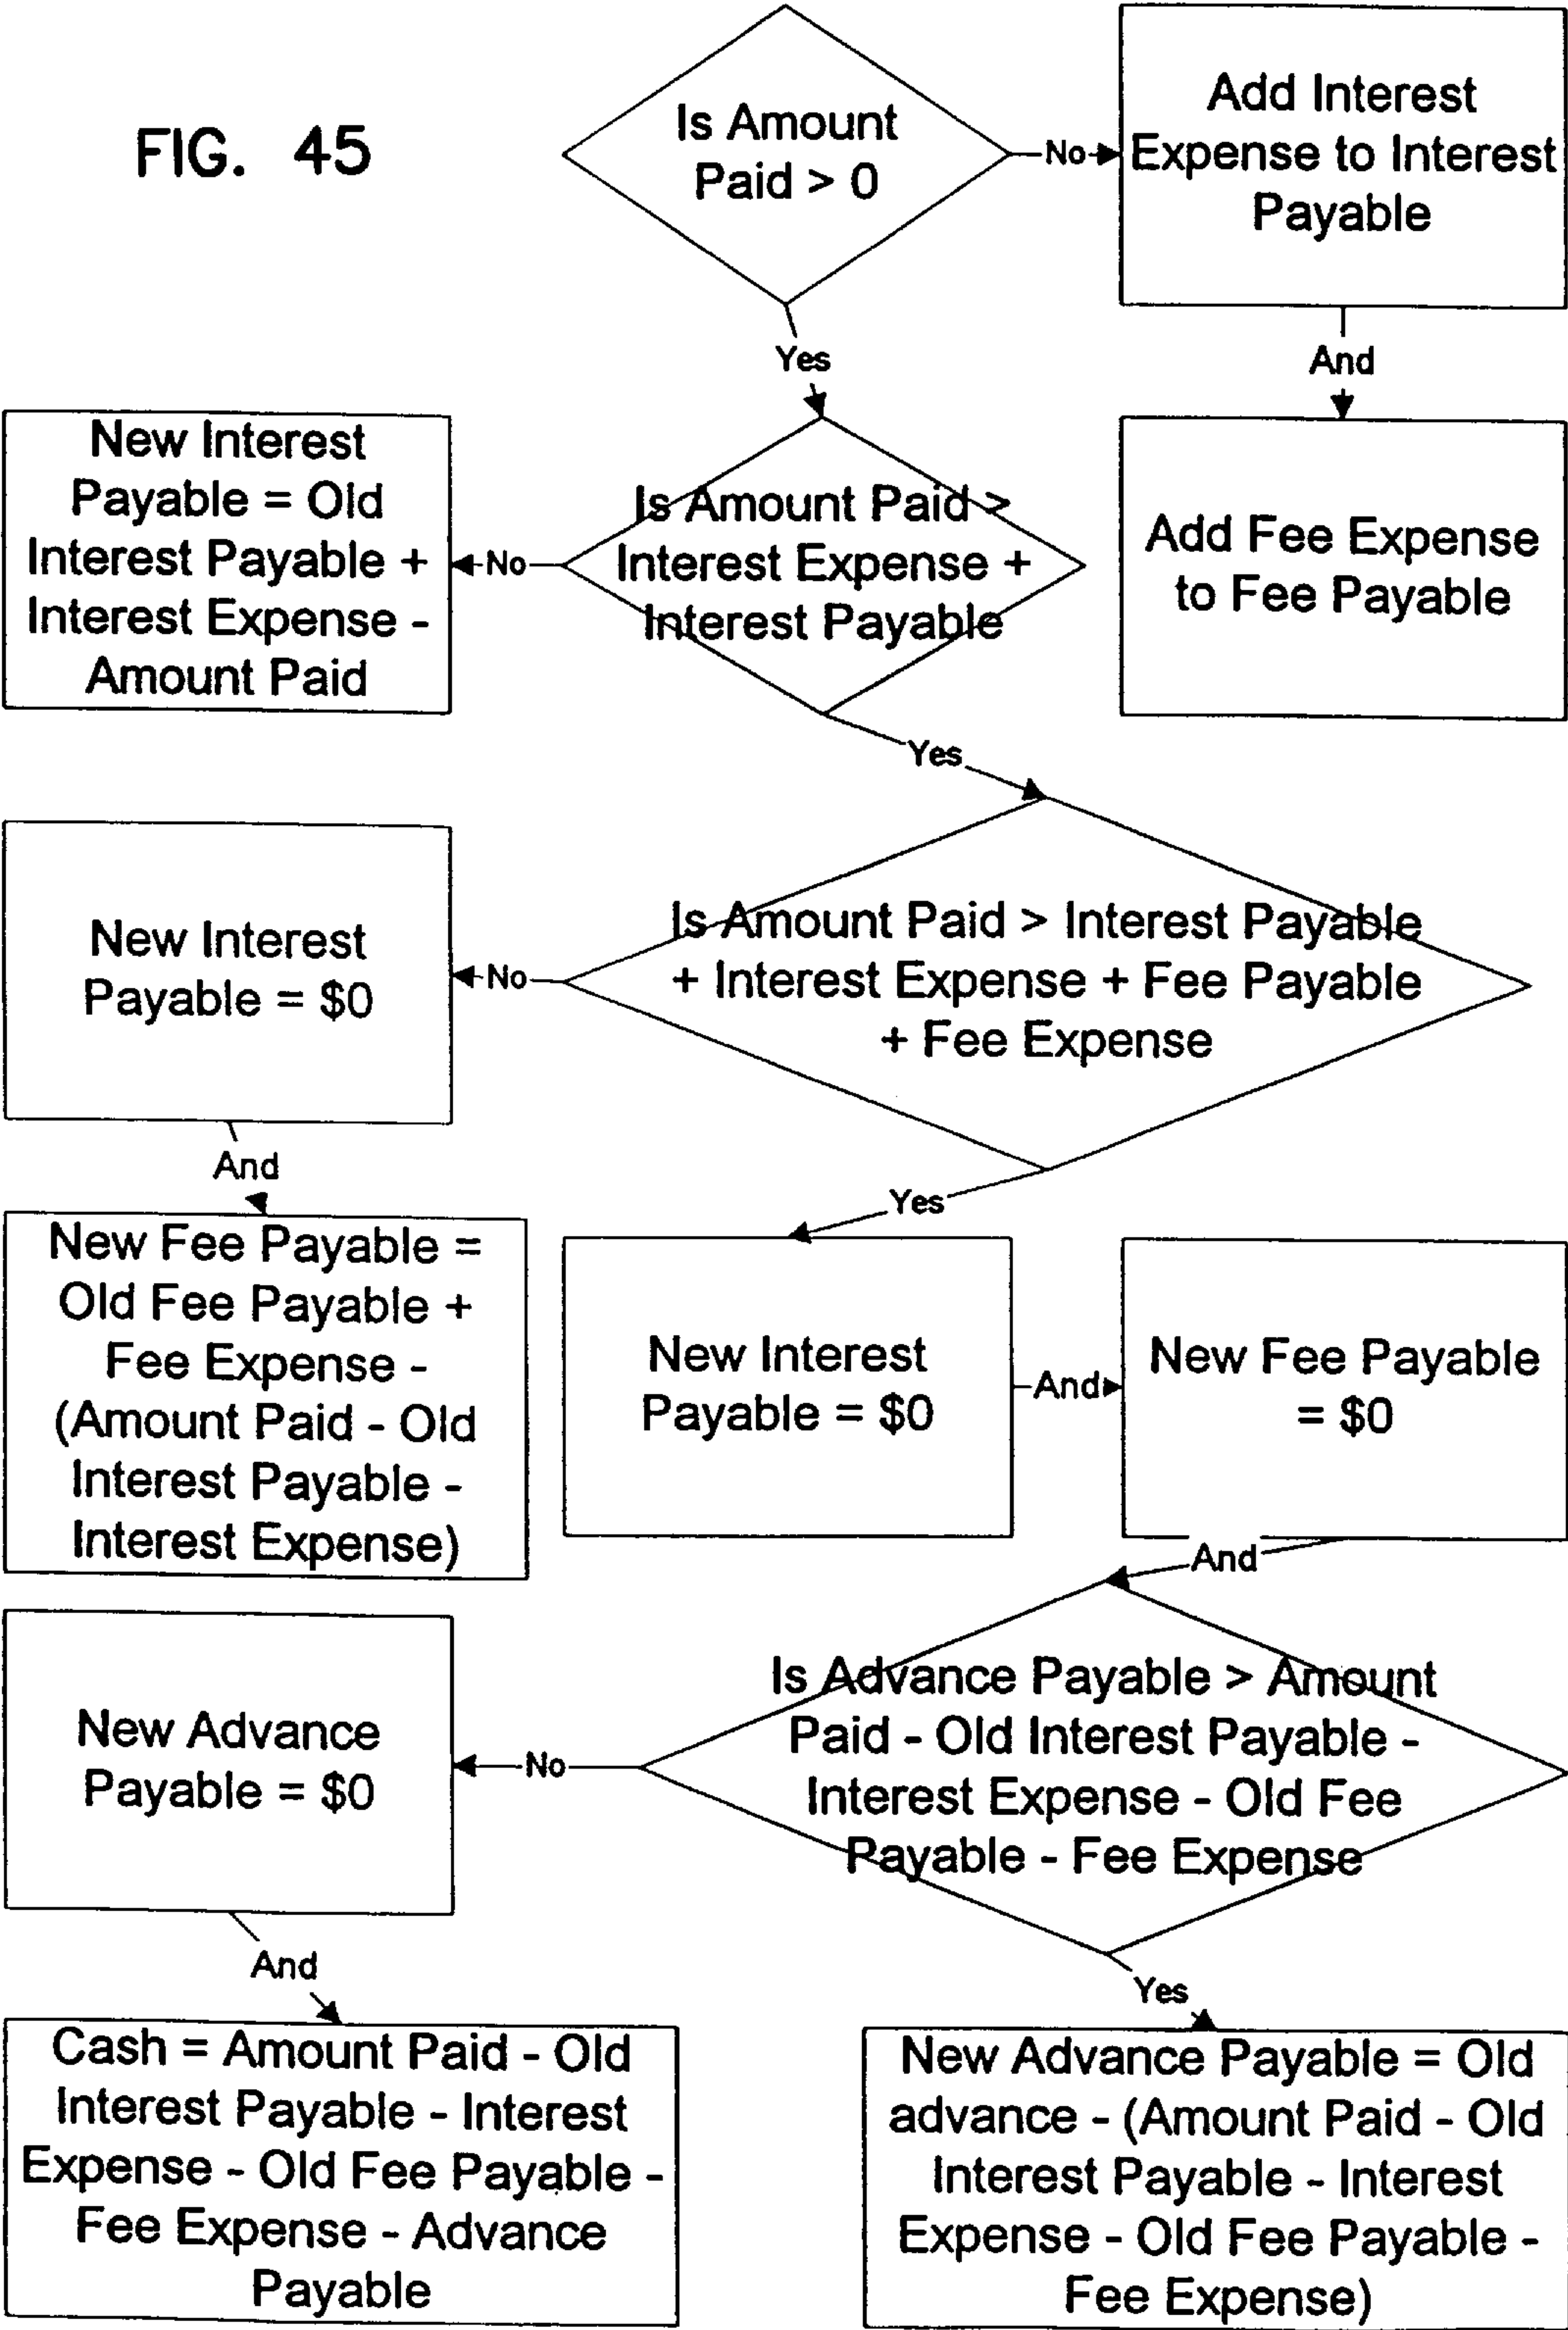 FIG. 45
Is Amount
Paid > 0
No
Add Interest
Expense to Interest
Payable
Yes
And
New Interest
Payable = Old
Interest Payable +
Interest Expense -
Amount Paid
No
Is Amount Paid >
Interest Expense +
Interest Payable
Add Fee Expense
to Fee Payable
Yes
New Interest
Payable = $0
No
Is Amount Paid > Interest Payable
+ Interest Expense + Fee Payable
+ Fee Expense
And
Yes
New Fee Payable =
Old Fee Payable +
Fee Expense -
(Amount Paid - Old
Interest Payable -
Interest Expense)
New Interest
Payable = $0
And
New Fee Payable
= $0
And
New Advance
Payable = $0
No
Is Advance Payable > Amount
Paid - Old Interest Payable -
Interest Expense - Old Fee
Payable - Fee Expense
And
Yes
Cash = Amount Paid - Old
Interest Payable - Interest
Expense - Old Fee Payable -
Fee Expense - Advance
Payable
New Advance Payable = Old
advance - (Amount Paid - Old
Interest Payable - Interest
Expense - Old Fee Payable -
Fee Expense)